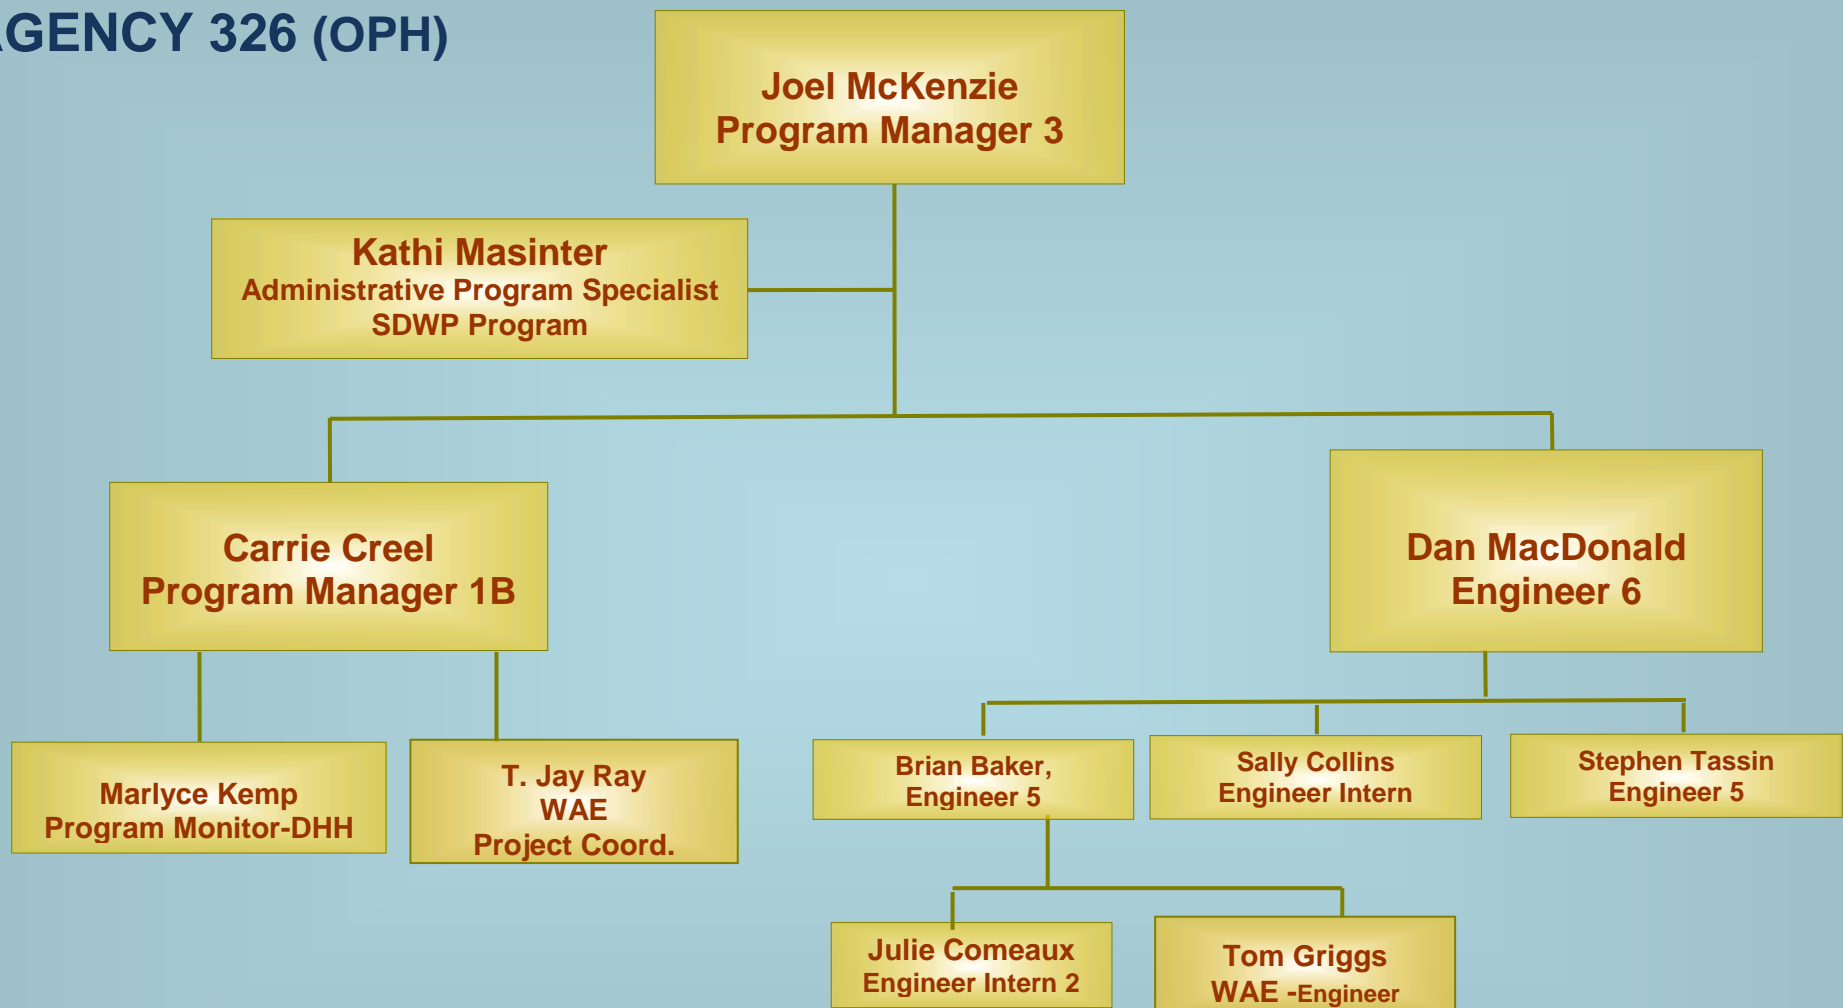 AGENCY 326 (OPH)
Joel McKenzie
Program Manager 3
Kathi Masinter
Administrative Program Specialist
SDWP Program
Carrie Creel
Program Manager 1B
Dan MacDonald
Engineer 6
Marlyce Kemp
Program Monitor-DHH
T. Jay Ray
WAE
Project Coord.
Brian Baker,
Engineer 5
Sally Collins
Engineer Intern
Stephen Tassin
Engineer 5
Julie Comeaux
Engineer Intern 2
Tom Griggs
WAE -Engineer